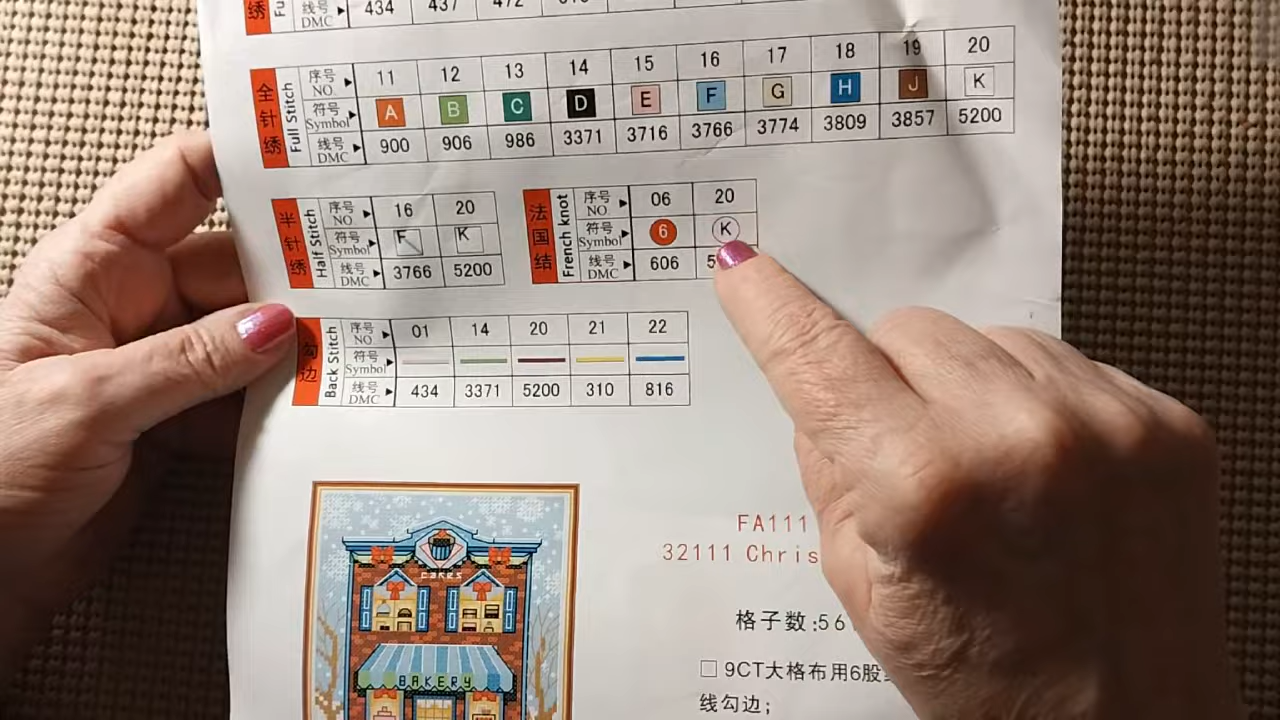 绣 线号 DMC 434 437 472
序号 NO. 11 12 13 14 15 16 17 18 19 20
全针绣 Full Stitch 符号 Symbol A B C D E F G H J K
线号 DMC 900 906 986 3371 3716 3766 3774 3809 3857 5200
序号 NO. 16 20
半针绣 Half Stitch 符号 Symbol F K
线号 DMC 3766 5200
序号 NO. 06 20
法国结 French knot 符号 Symbol 6 K
线号 DMC 606
序号 NO. 01 14 20 21 22
勾边 Back Stitch 符号 Symbol
线号 DMC 434 3371 5200 310 816
cakes
BAKERY
FA111
32111 Chris
格子数:56
□ 9CT大格布用6股
线勾边;